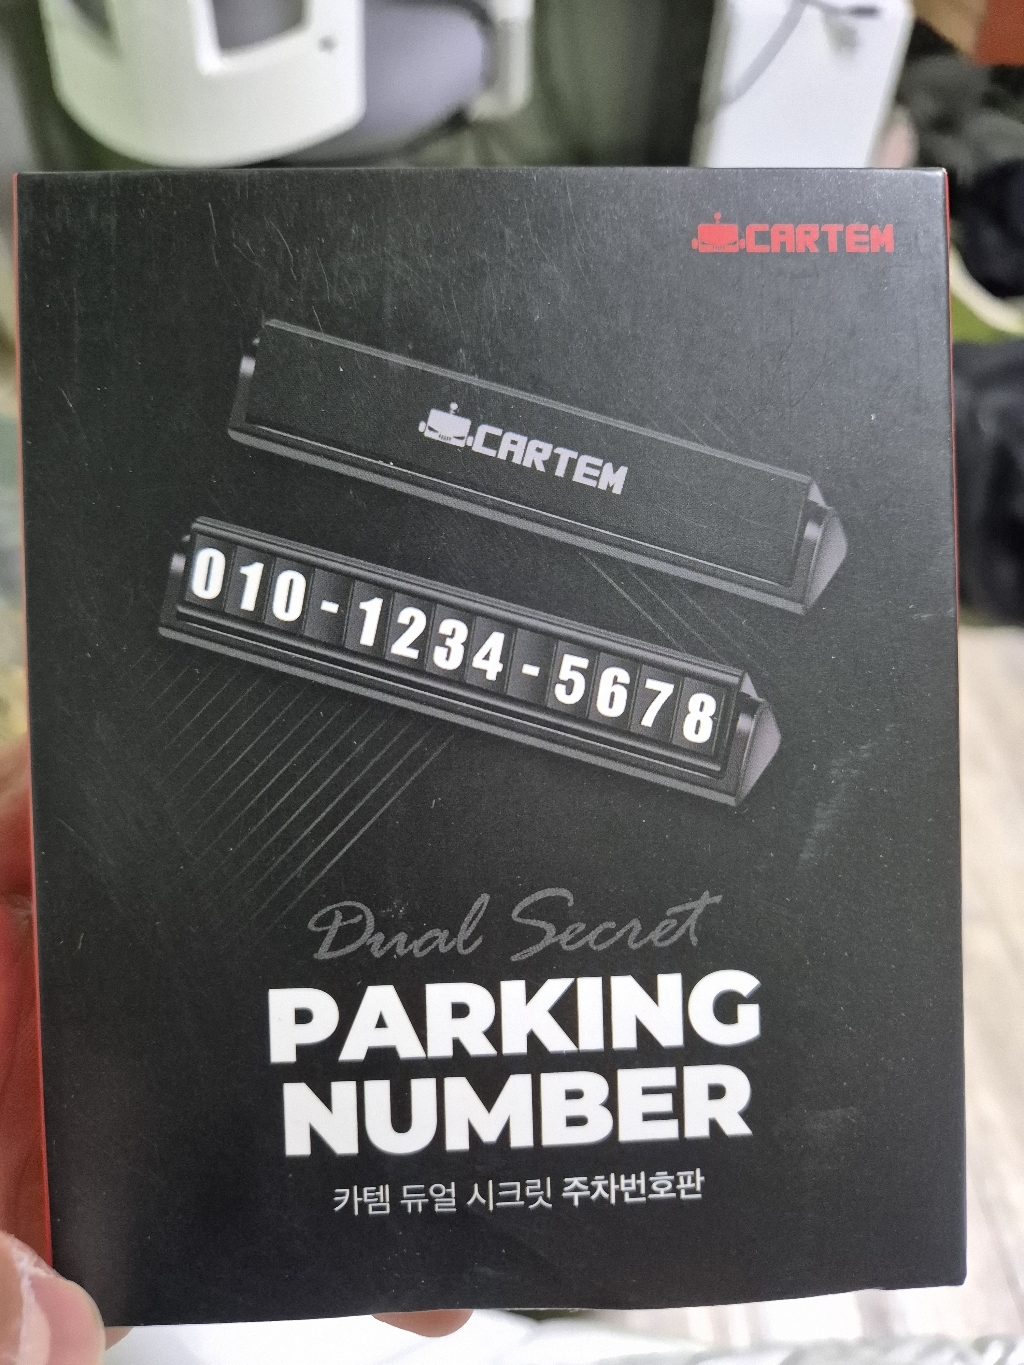 CARTEM
CARTEM
010-1234-5678
Dual Secret
PARKING
NUMBER
카템 듀얼 시크릿 주차번호판